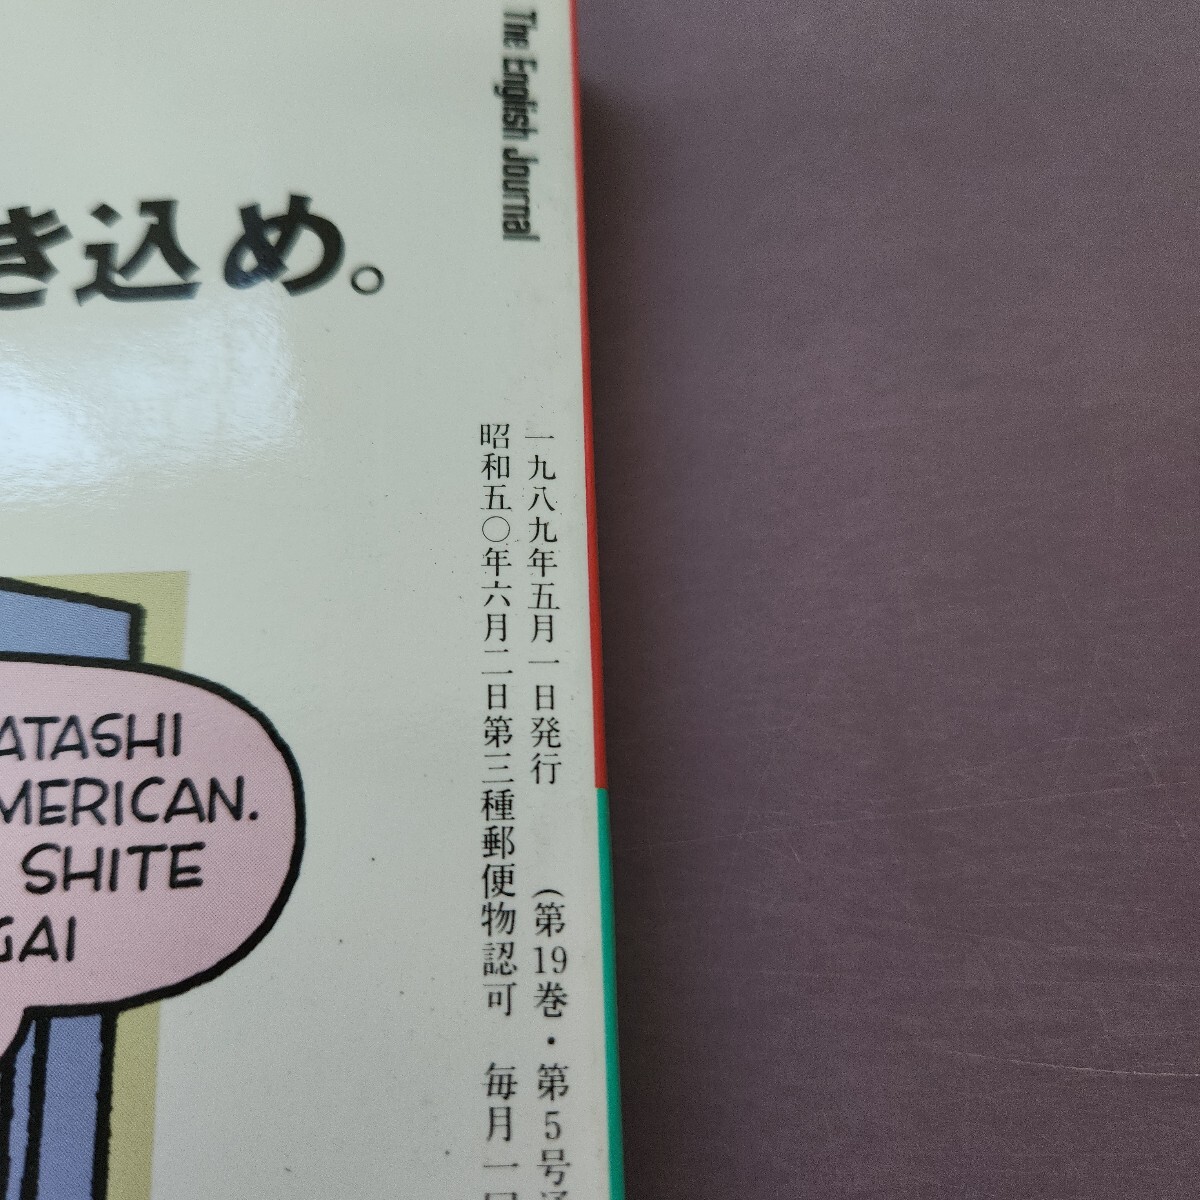 The English Journal
き込め。
一九八九年五月一日発行 (第19巻・第5号通
昭和五〇年六月二日第三種郵便物認可 毎月一回
ATASHI
MERICAN.
SHITE
GAI